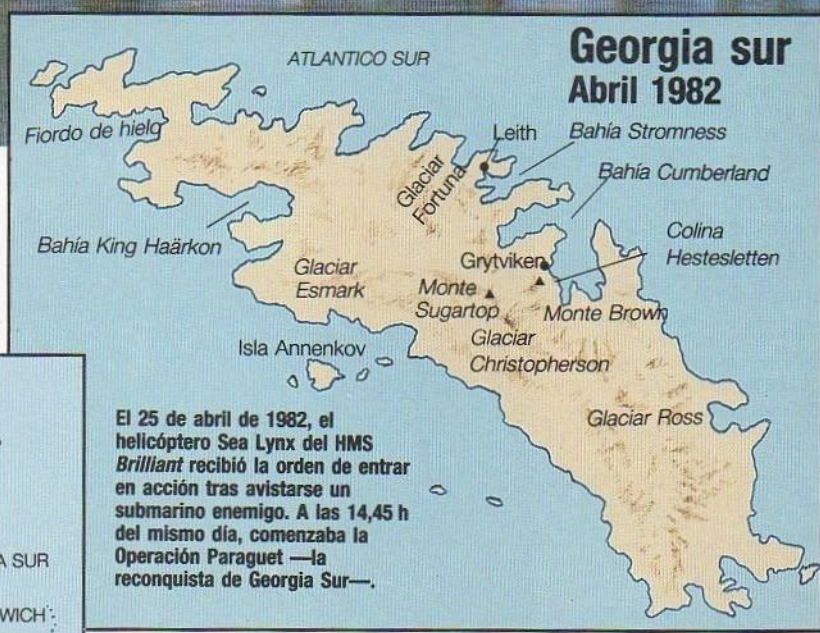 Georgia sur
Abril 1982
ATLANTICO SUR
Fiordo de hielo
Leith
Bahía Stromness
Glaciar
Fortuna
Bahía Cumberland
Bahía King Haärkon
Colina
Hestesletten
Grytviken
Glaciar
Esmark
Monte
Sugartop
Monte Brown
Glaciar
Christopherson
Isla Annenkov
Glaciar Ross
El 25 de abril de 1982, el
helicóptero Sea Lynx del HMS
Brilliant recibió la orden de entrar
en acción tras avistarse un
submarino enemigo. A las 14,45 h
del mismo día, comenzaba la
Operación Paraguet —la
reconquista de Georgia Sur—.
SUR
WICH